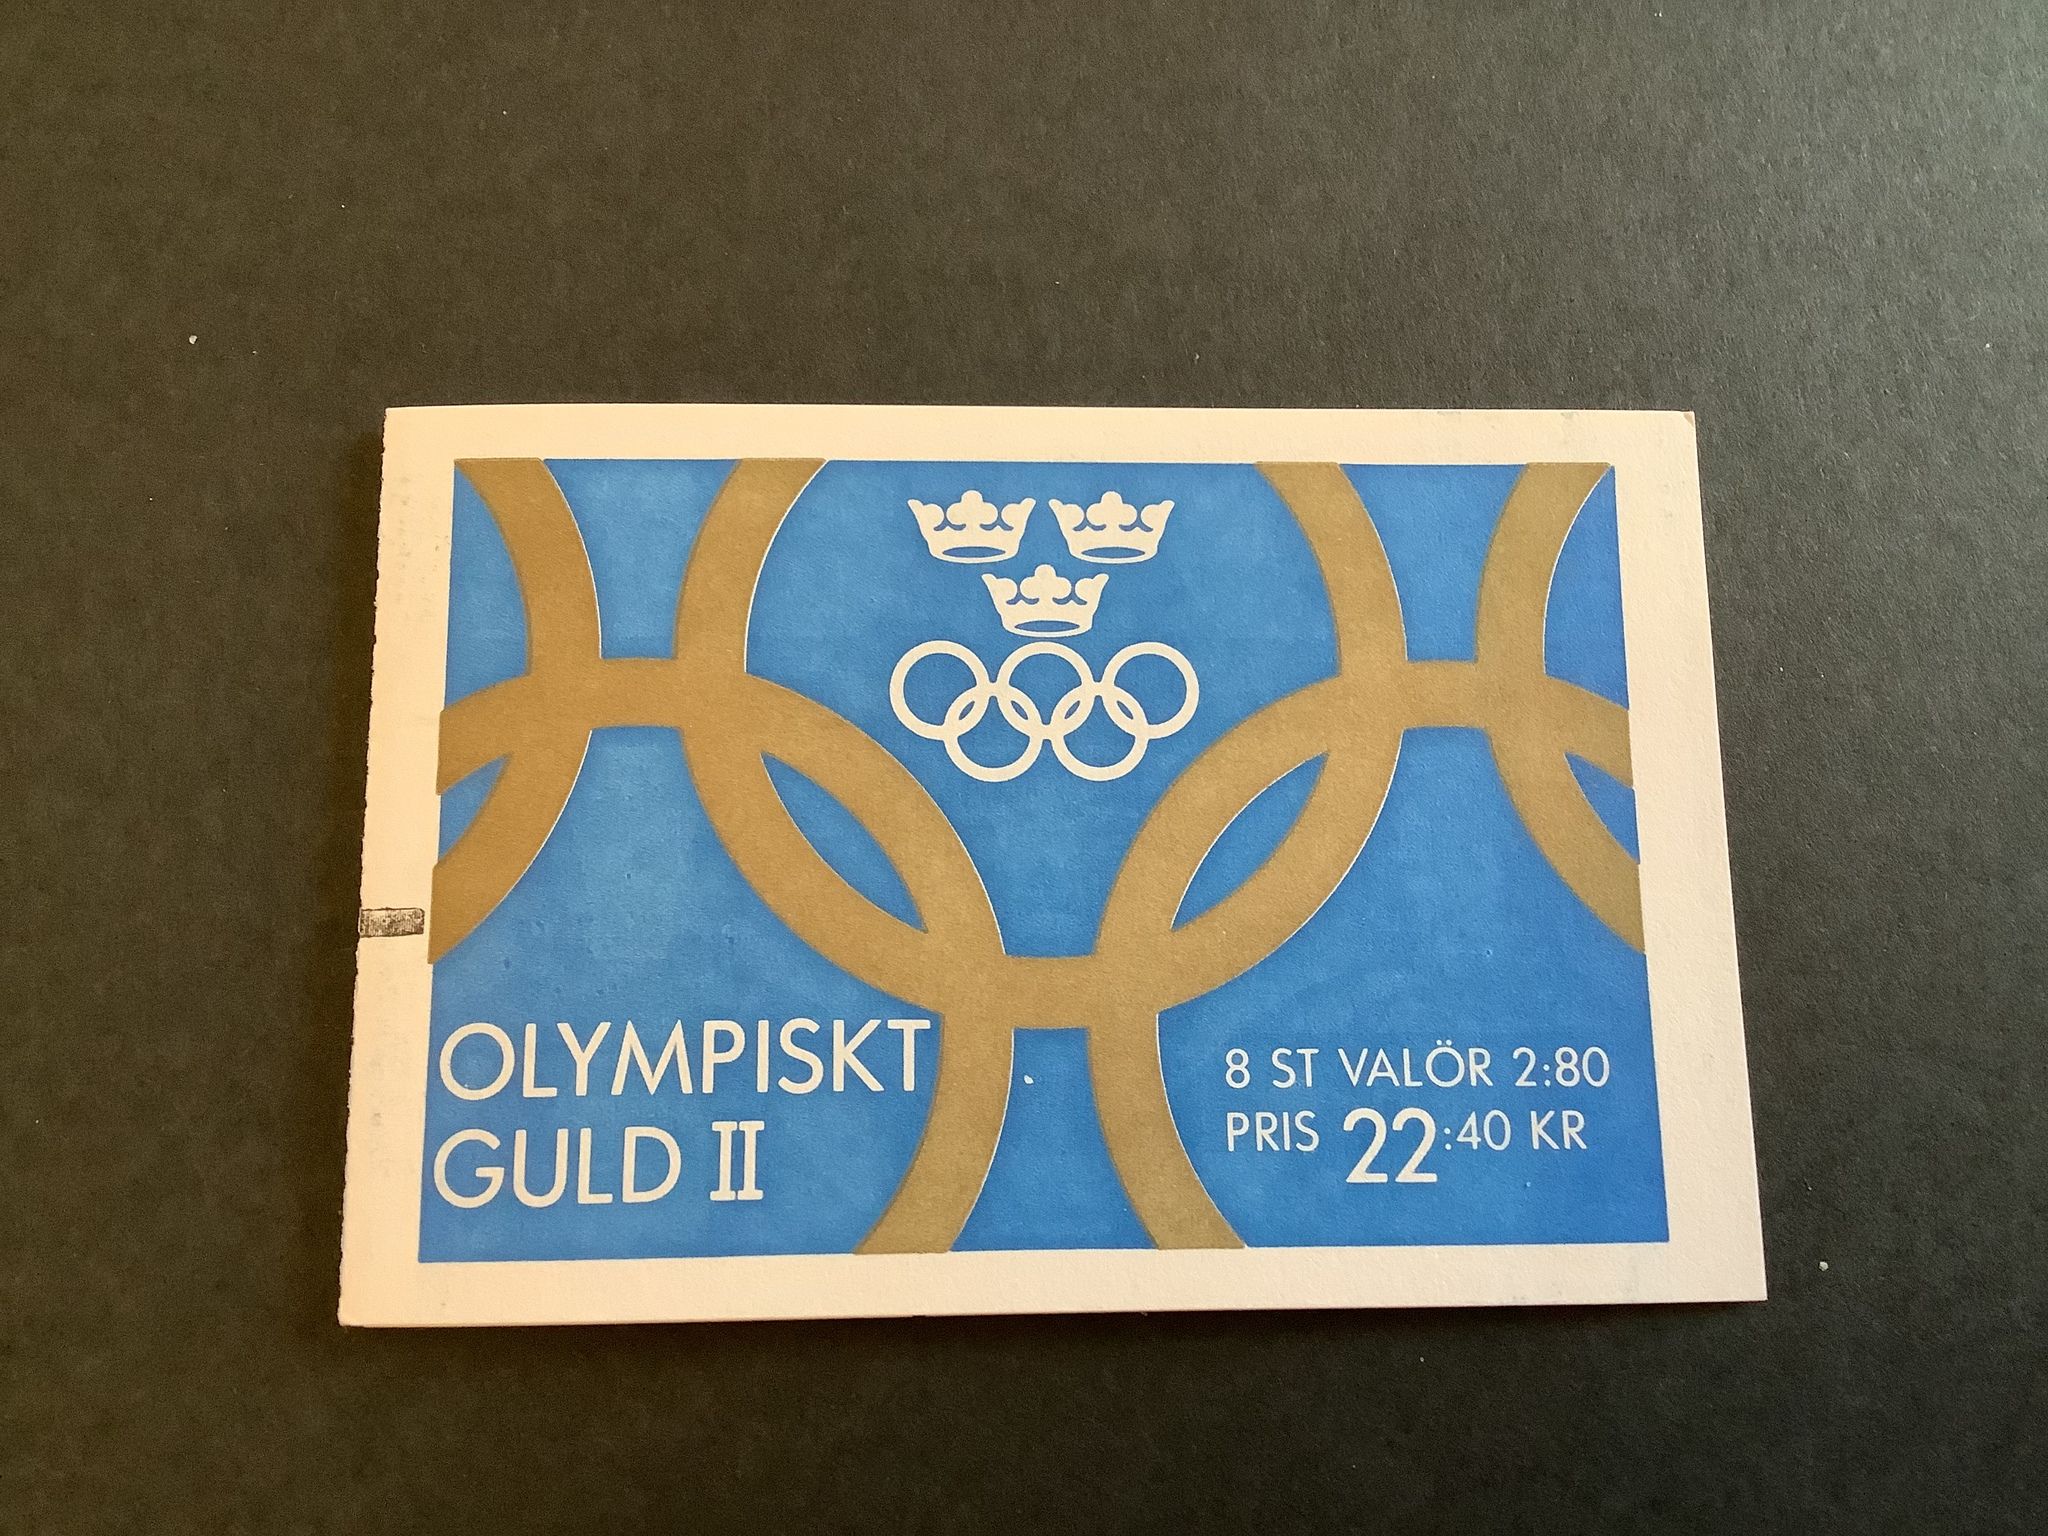 OLYMPISKT
GULD II
8 ST VALÖR 2:80
PRIS 22:40 KR